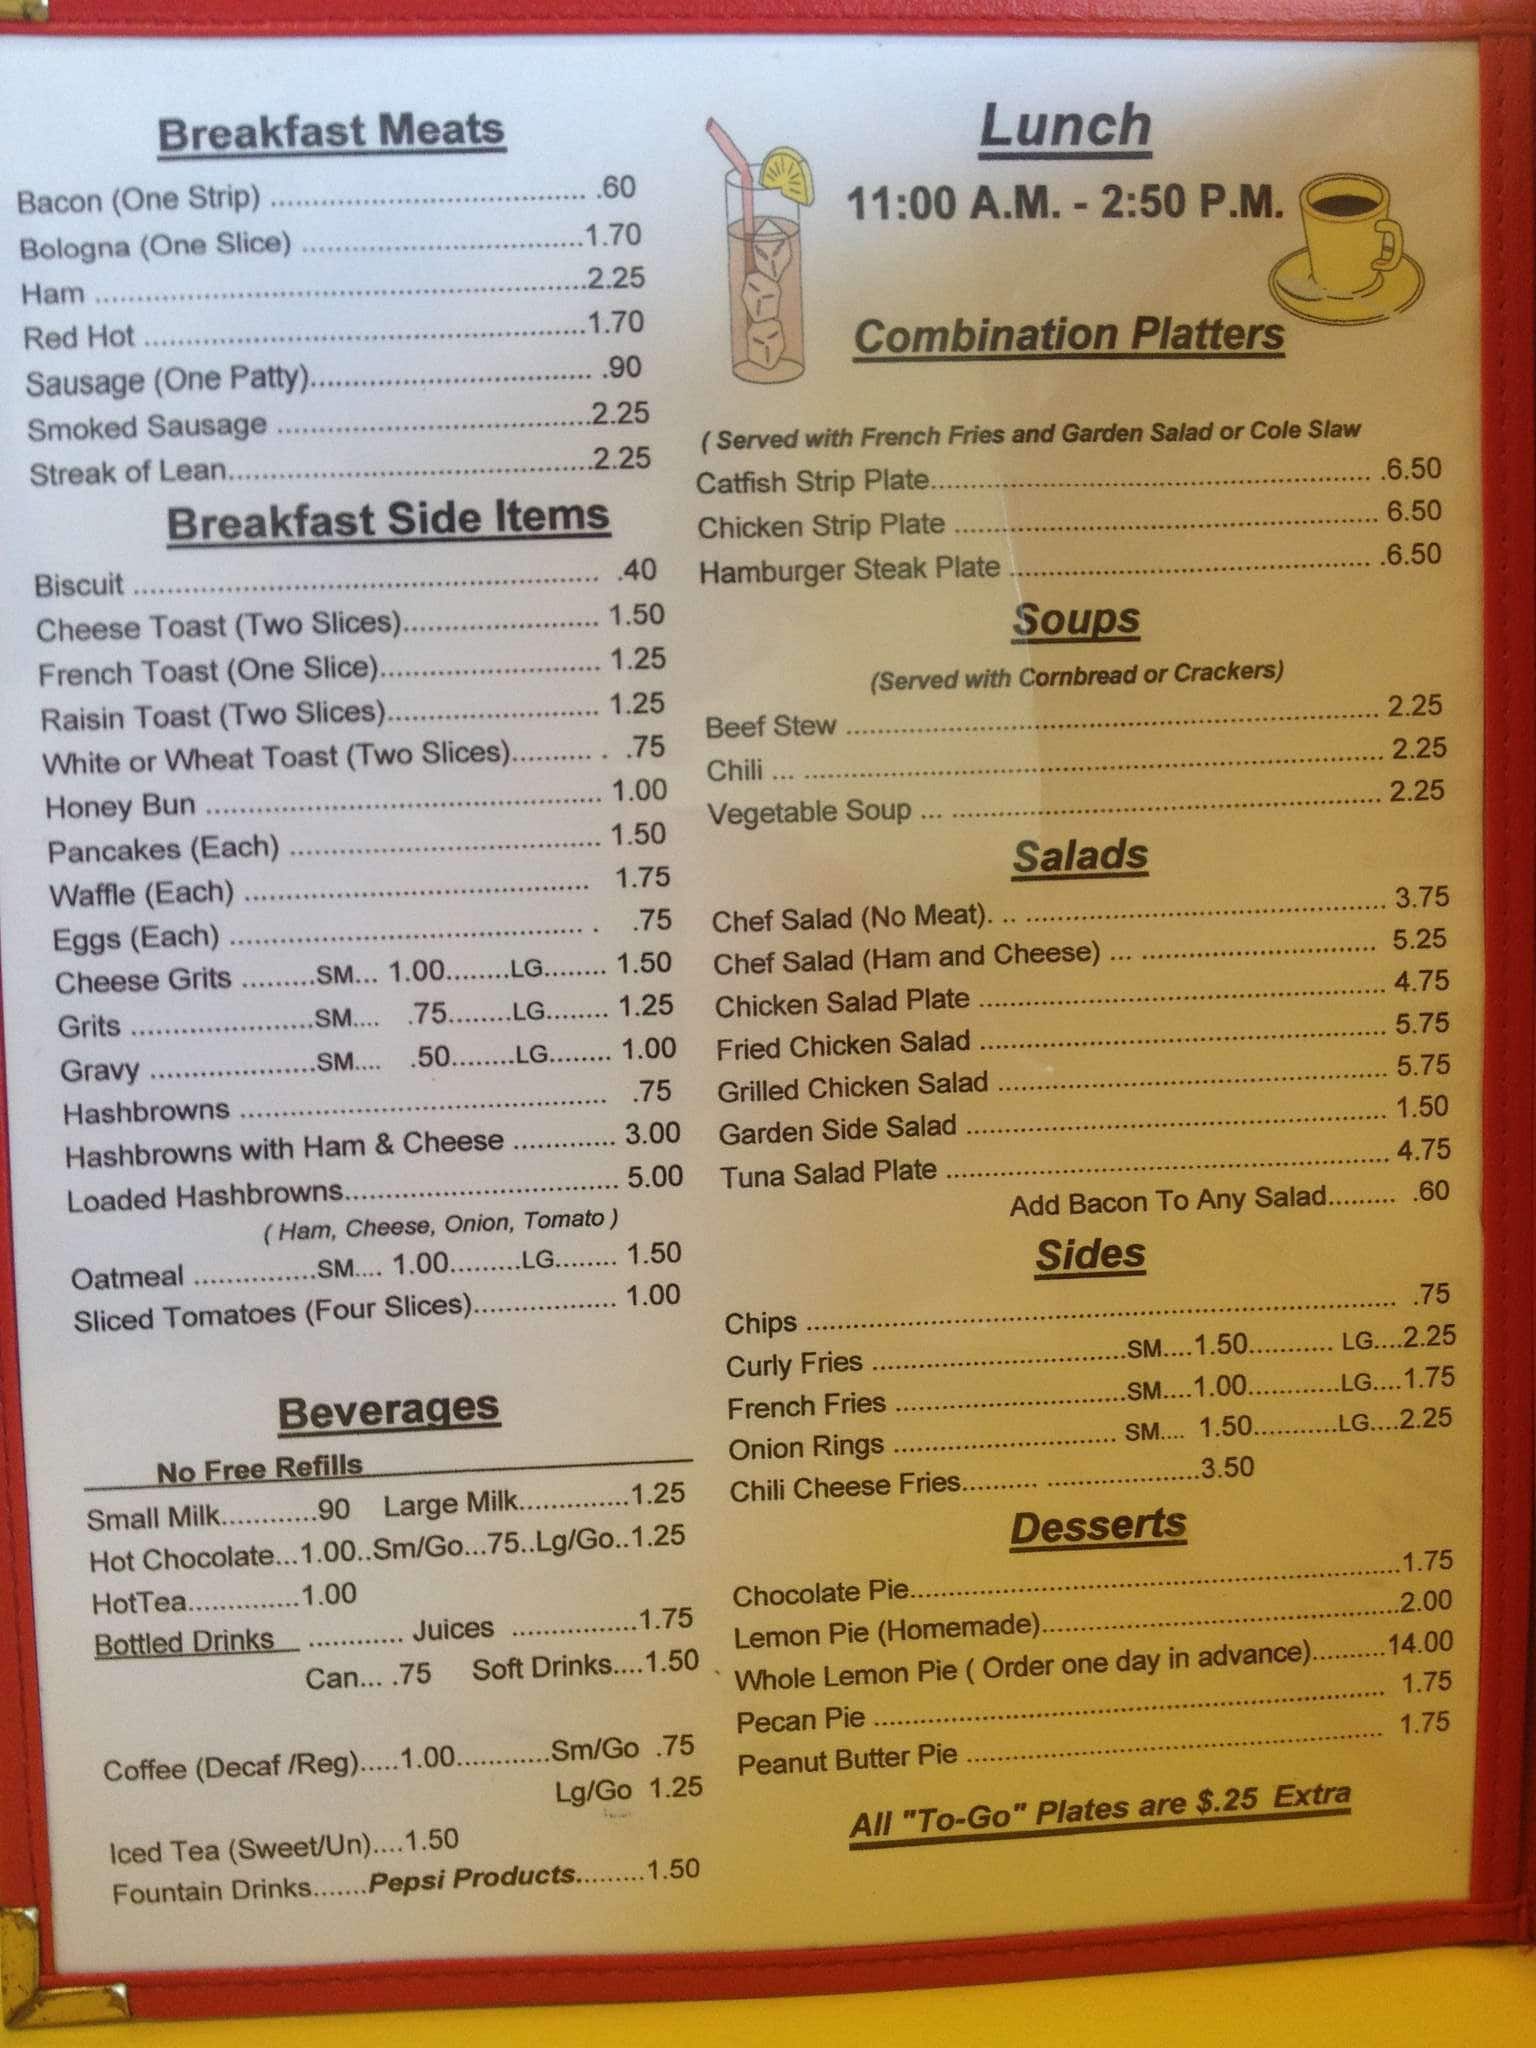 Breakfast Meats
Bacon (One Strip) .................................... .60
Bologna (One Slice) ................................1.70
Ham ........................................................2.25
Red Hot ...................................................1.70
Sausage (One Patty)................................ .90
Smoked Sausage ....................................2.25
Streak of Lean..........................................2.25
Breakfast Side Items
Biscuit ...................................................... .40
Cheese Toast (Two Slices)...................... 1.50
French Toast (One Slice)......................... 1.25
Raisin Toast (Two Slices)........................ 1.25
White or Wheat Toast (Two Slices).......... . .75
Honey Bun .............................................. 1.00
Pancakes (Each) .................................... 1.50
Waffle (Each) ........................................ 1.75
Eggs (Each) ......................................... . .75
Cheese Grits .........SM... 1.00........LG........ 1.50
Grits .......................SM.... .75........LG........ 1.25
Gravy .....................SM.... .50........LG........ 1.00
Hashbrowns .......................................... .75
Hashbrowns with Ham & Cheese ............. 3.00
Loaded Hashbrowns................................ 5.00
( Ham, Cheese, Onion, Tomato )
Oatmeal ...............SM.... 1.00.........LG........ 1.50
Sliced Tomatoes (Four Slices).................. 1.00
Beverages
No Free Refills
Small Milk............90 Large Milk..............1.25
Hot Chocolate...1.00..Sm/Go...75..Lg/Go..1.25
HotTea..............1.00
Bottled Drinks ............ Juices ................1.75
Can... .75 Soft Drinks....1.50
Coffee (Decaf /Reg).....1.00............Sm/Go .75
Lg/Go 1.25
Iced Tea (Sweet/Un)....1.50
Fountain Drinks.......Pepsi Products.........1.50
Lunch
11:00 A.M. - 2:50 P.M.
Combination Platters
( Served with French Fries and Garden Salad or Cole Slaw
Catfish Strip Plate........................................................ .6.50
Chicken Strip Plate ...................................................... 6.50
Hamburger Steak Plate .............................................. .6.50
Soups
(Served with Cornbread or Crackers)
Beef Stew .................................................................... 2.25
Chili ... .......................................................................... 2.25
Vegetable Soup ... ....................................................... 2.25
Salads
Chef Salad (No Meat). .. .............................................. 3.75
Chef Salad (Ham and Cheese) ... .............................. 5.25
Chicken Salad Plate .................................................... 4.75
Fried Chicken Salad .................................................... 5.75
Grilled Chicken Salad .................................................. 5.75
Garden Side Salad ...................................................... 1.50
Tuna Salad Plate ......................................................... 4.75
Add Bacon To Any Salad......... .60
Sides
Chips ........................................................................... .75
Curly Fries .................................SM....1.50........... LG....2.25
French Fries ..............................SM....1.00............LG....1.75
Onion Rings ............................. SM.... 1.50...........LG....2.25
Chili Cheese Fries.......... ....................3.50
Desserts
Chocolate Pie...............................................................1.75
Lemon Pie (Homemade)..............................................2.00
Whole Lemon Pie ( Order one day in advance)..........14.00
Pecan Pie .................................................................. 1.75
Peanut Butter Pie ...................................................... 1.75
All "To-Go" Plates are $.25 Extra